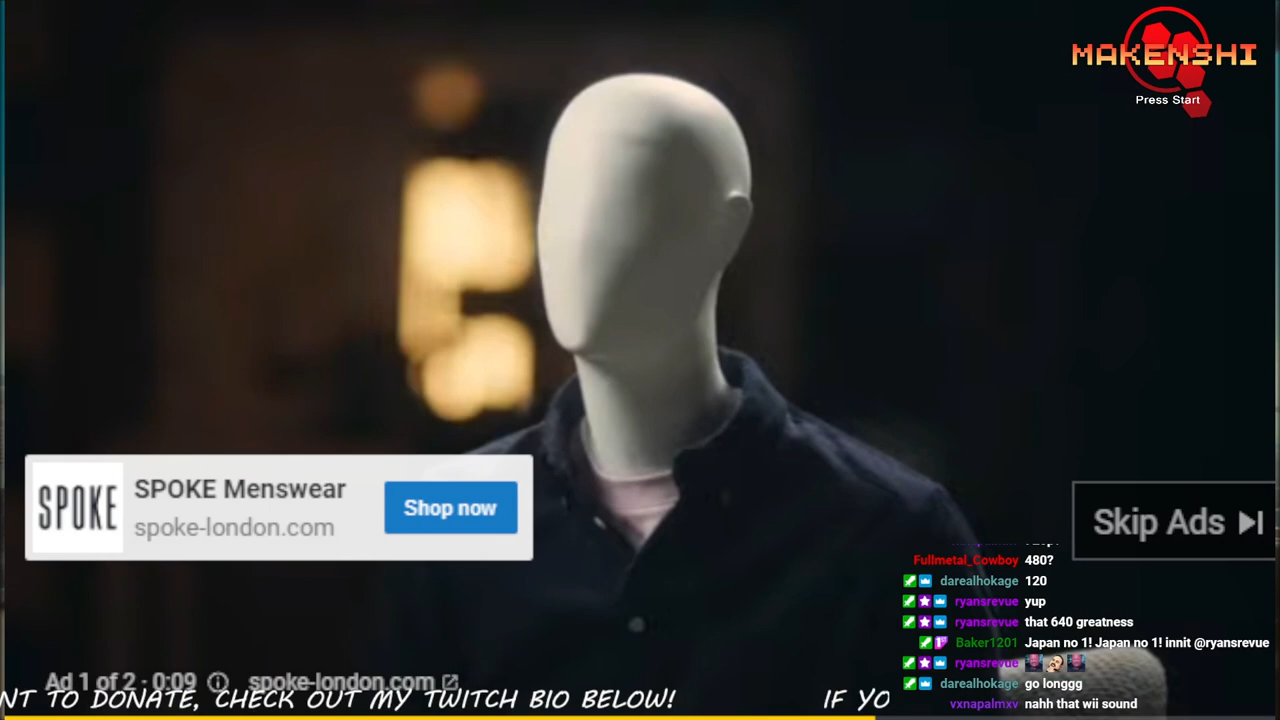 MAKENSHI
Press Start
SPOKE
SPOKE Menswear
spoke-london.com
Shop now
Skip Ads
Fullmetal_Cowboy 480?
darealhokage 120
ryansrevue yup
ryansrevue that 640 greatness
Baker1201 Japan no 1! Japan no 1! innit @ryansrevue
ryansrevue
darealhokage go longgg
vxnapalmxv nahh that wii sound
Ad 1 of 2 · 0:09 spoke-london.com
NT TO DONATE, CHECK OUT MY TWITCH BIO BELOW! IF YO